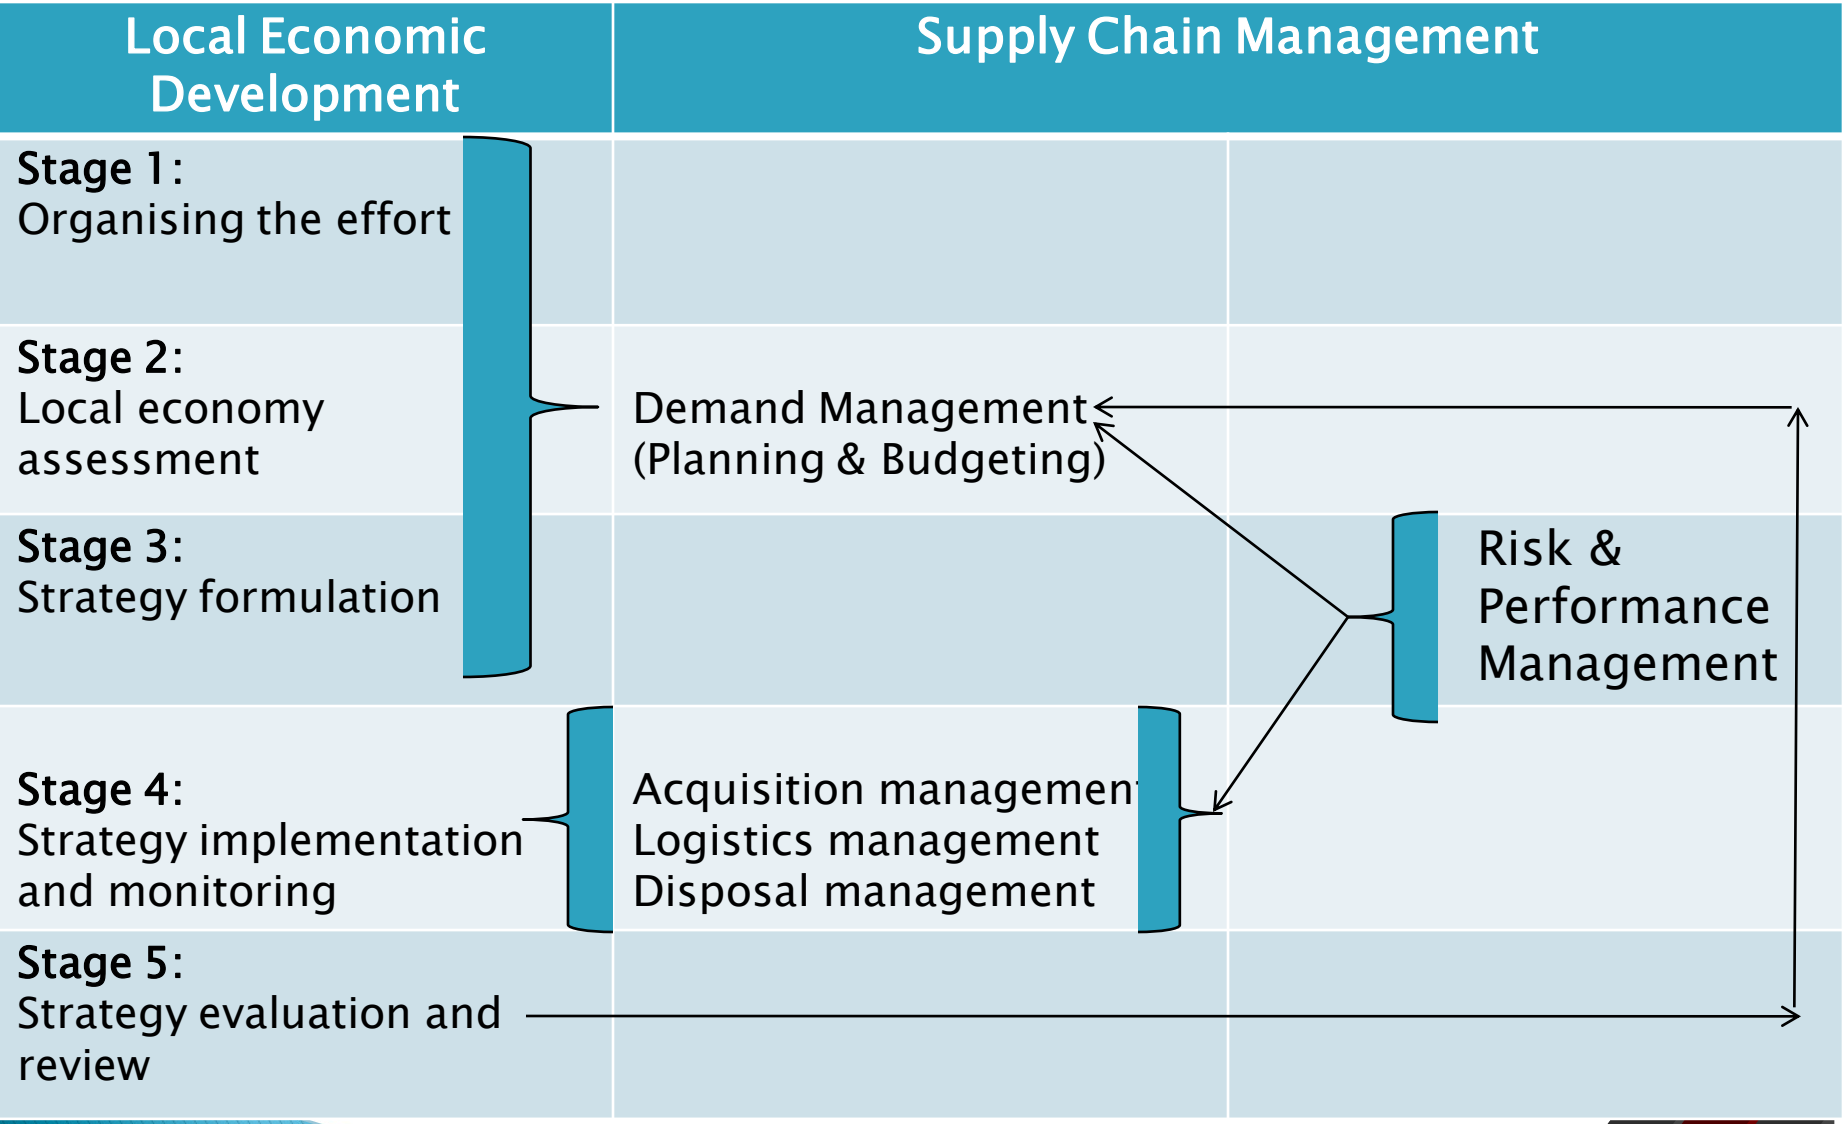 Local Economic
Development
Supply Chain Management
Stage 1:
Organising the effort
Stage 2:
Local economy
assessment
Demand Management
(Planning & Budgeting)
Stage 3:
Strategy formulation
Risk &
Performance
Management
Stage 4:
Strategy implementation
and monitoring
Acquisition management
Logistics management
Disposal management
Stage 5:
Strategy evaluation and
review